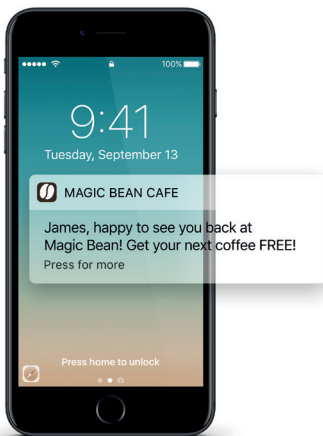 100%
9:41
Tuesday, September 13
MAGIC BEAN CAFE
James, happy to see you back at
Magic Bean! Get your next coffee FREE!
Press for more
Press home to unlock